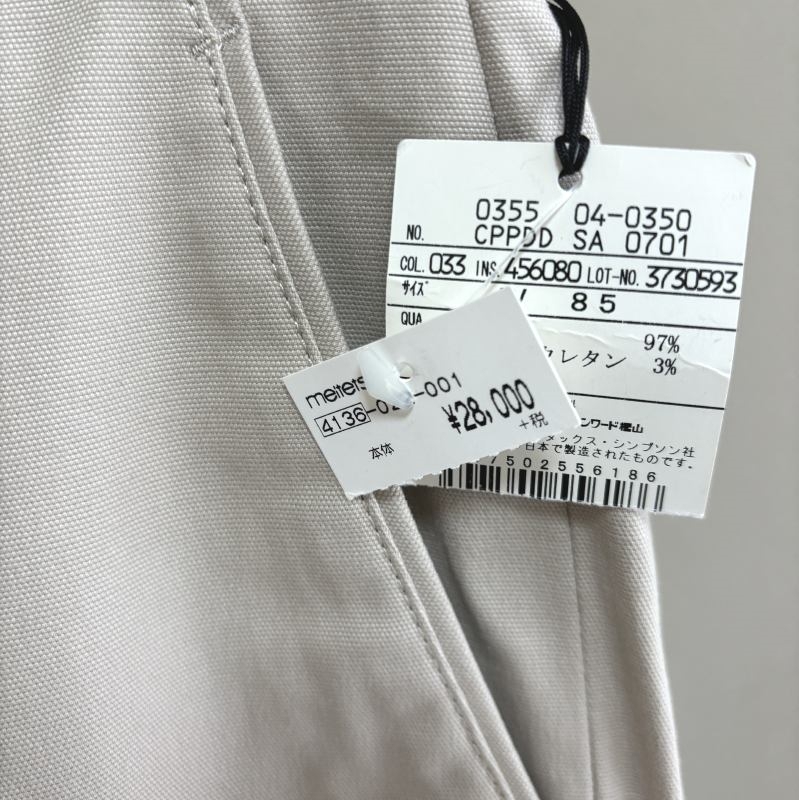 0355 04-0350
NO. CPPDD SA 0701
COL. 033 INS. 456080 LOT-NO. 3730593
サイズ / 85
QUA
97%
ウレタン 3%
ンワード樫山
マックス・シンプソン社
日本で製造されたものです。
7502556186
meitets
4136 -001
¥28,000
+税
本体